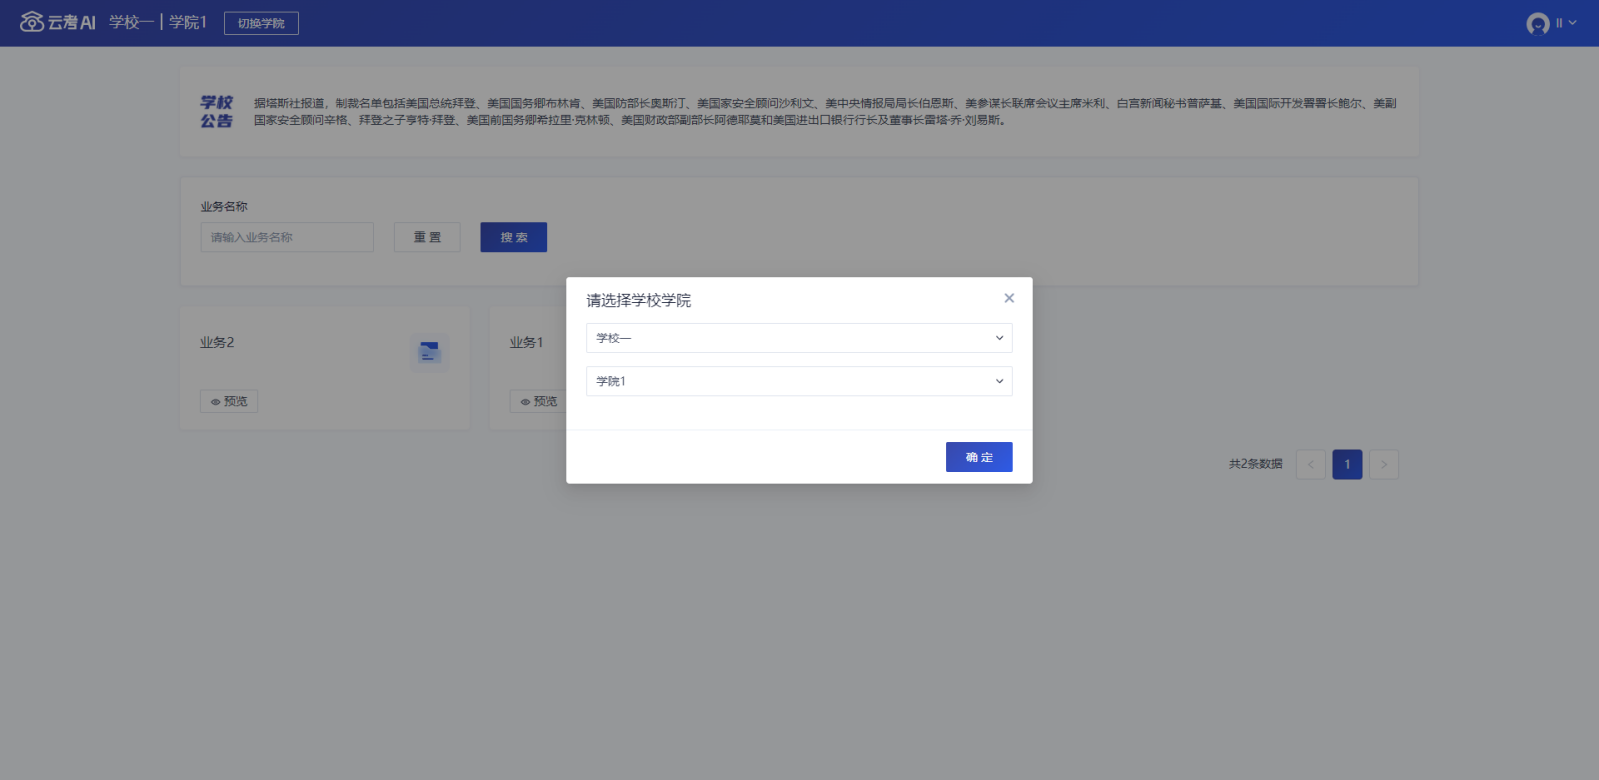 云考AI 学校一 | 学院1 切换学院 II
学校
公告
据塔斯社报道，制裁名单包括美国总统拜登、美国国务卿布林肯、美国防部长奥斯汀、美国家安全顾问沙利文、美中央情报局局长伯恩斯、美参谋长联席会议主席米利、白宫新闻秘书普萨基、美国国际开发署署长鲍尔、美副
国家安全顾问辛格、拜登之子亨特·拜登、美国前国务卿希拉里·克林顿、美国财政部副部长阿德耶莫和美国进出口银行行长及董事长雷塔·乔·刘易斯。
业务名称
请输入业务名称 重 置 搜 索
请选择学校学院
学校一
学院1
确 定
业务2
预览
业务1
预览
共2条数据 < 1 >